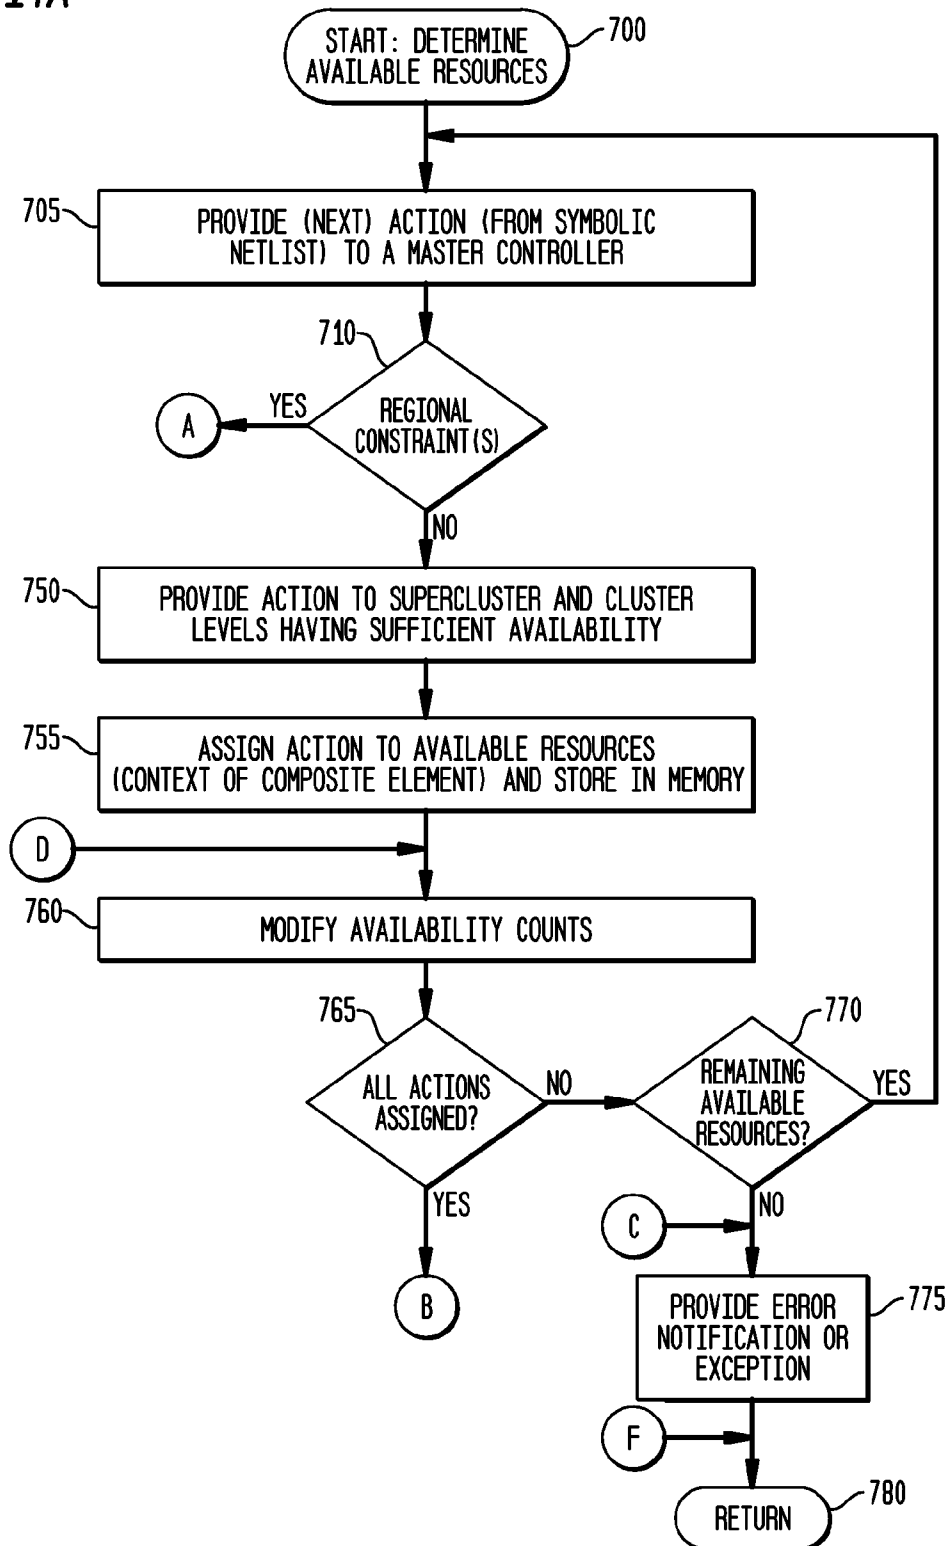 START: DETERMINE
AVAILABLE RESOURCES
700
705
PROVIDE (NEXT) ACTION (FROM SYMBOLIC
NETLIST) TO A MASTER CONTROLLER
710
REGIONAL
CONSTRAINT(S)
YES
A
NO
750
PROVIDE ACTION TO SUPERCLUSTER AND CLUSTER
LEVELS HAVING SUFFICIENT AVAILABILITY
755
ASSIGN ACTION TO AVAILABLE RESOURCES
(CONTEXT OF COMPOSITE ELEMENT) AND STORE IN MEMORY
D
760
MODIFY AVAILABILITY COUNTS
765
ALL ACTIONS
ASSIGNED?
NO
770
REMAINING
AVAILABLE
RESOURCES?
YES
YES
B
NO
C
775
PROVIDE ERROR
NOTIFICATION OR
EXCEPTION
F
780
RETURN